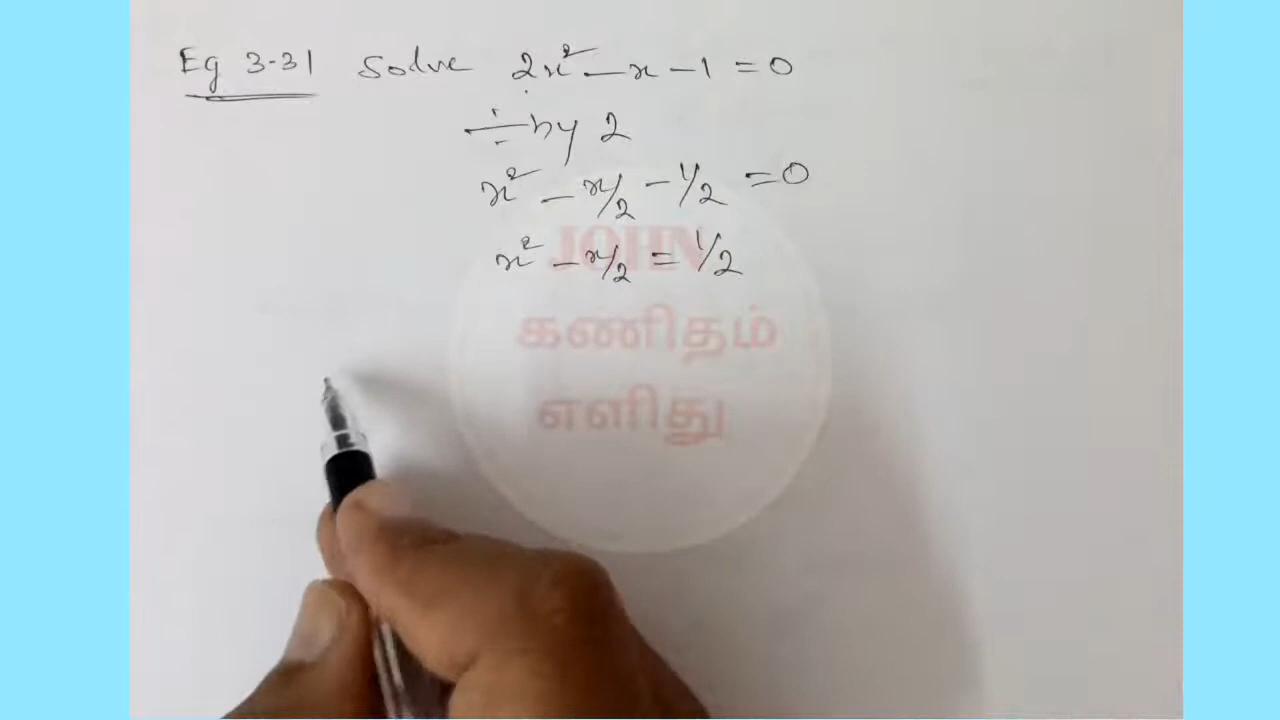 Eg 3-31 Solve 2x² - x - 1 = 0
÷ by 2
x² - x/2 - 1/2 = 0
x² - x/2 = 1/2
JOHN
கணிதம்
எளிது